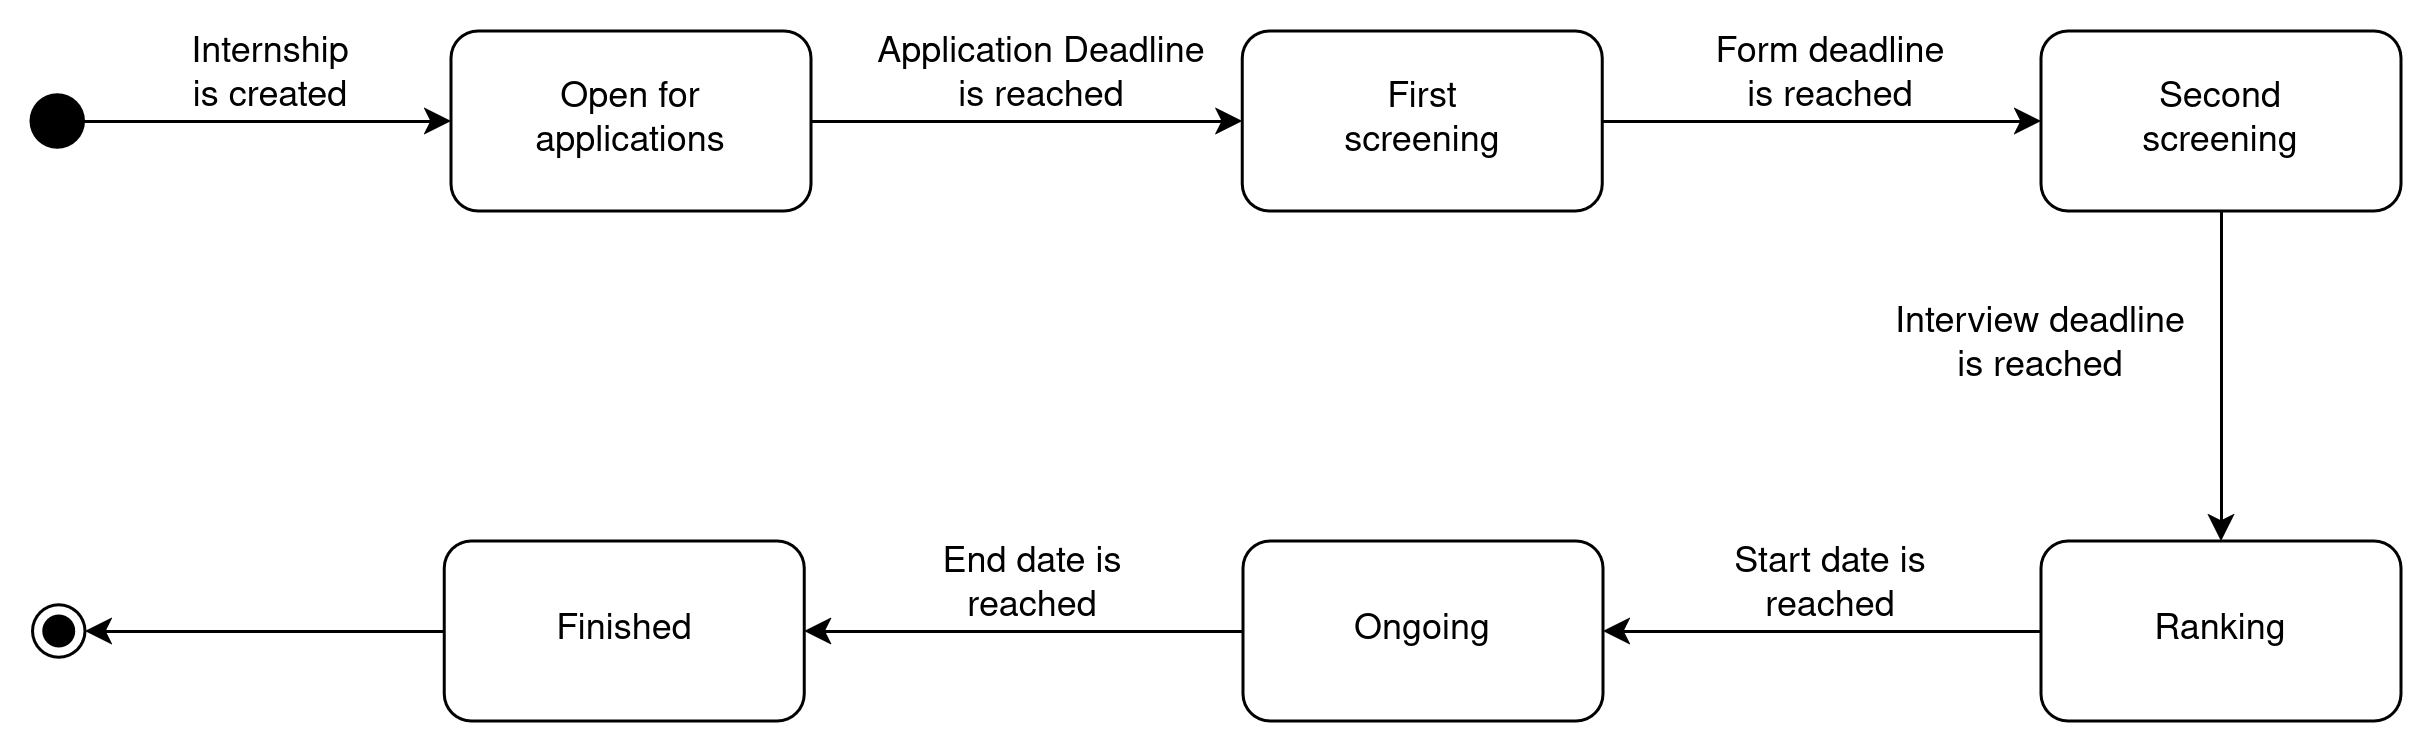 Internship
is created
Open for
applications
Application Deadline
is reached
First
screening
Form deadline
is reached
Second
screening
Interview deadline
is reached
Ranking
Start date is
reached
Ongoing
End date is
reached
Finished